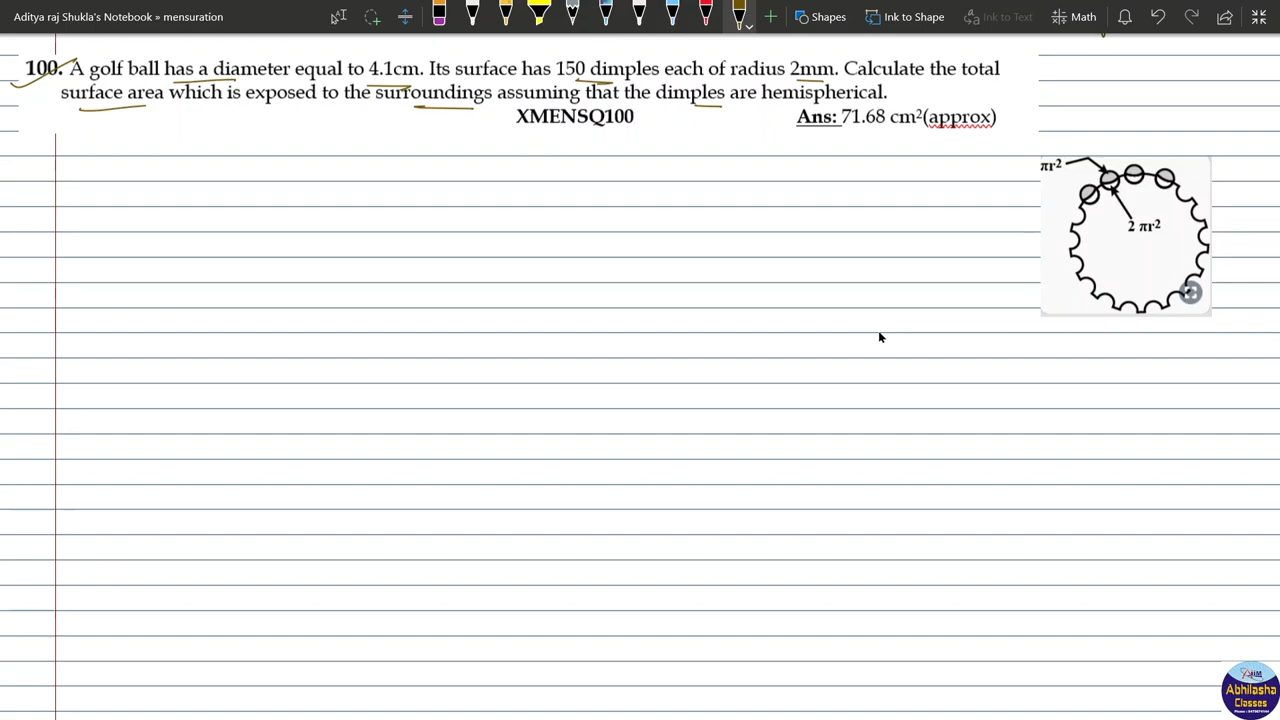 Aditya raj Shukla's Notebook » mensuration
Shapes
Ink to Shape
Ink to Text
Math
100. A golf ball has a diameter equal to 4.1cm. Its surface has 150 dimples each of radius 2mm. Calculate the total
surface area which is exposed to the surroundings assuming that the dimples are hemispherical.
XMENSQ100 Ans: 71.68 cm²(approx)
πr²
2 πr²
Abhilasha
Classes